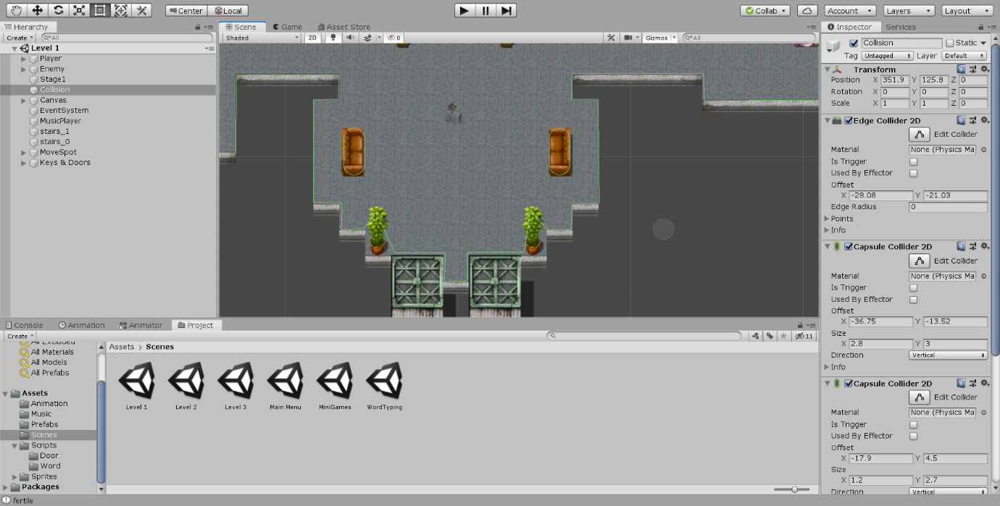 Center Local Collab Account Layers Layout
Hierarchy
Create All
Level 1
Player
Enemy
Stage1
Collision
Canvas
EventSystem
MusicPlayer
stairs_1
stairs_0
MoveSpot
Keys & Doors
Scene Game Asset Store
Shaded 2D 0 Gizmos All
Inspector Services
Collision Static
Tag Untagged Layer Default
Transform
Position X 351.9 Y 125.8 Z 0
Rotation X 0 Y 0 Z 0
Scale X 1 Y 1 Z 0
Edge Collider 2D
Edit Collider
Material None (Physics Ma
Is Trigger
Used By Effector
Offset
X -28.08 Y -21.03
Edge Radius 0
Points
Info
Capsule Collider 2D
Edit Collider
Material None (Physics Ma
Is Trigger
Used By Effector
Offset
X -36.75 Y -13.52
Size
X 2.8 Y 3
Direction Vertical
Info
Capsule Collider 2D
Edit Collider
Material None (Physics Ma
Is Trigger
Used By Effector
Offset
X -17.9 Y 4.5
Size
X 1.2 Y 2.7
Direction Vertical
Console Animation Animator Project
Create 11
All Excluded
All Materials
All Models
All Prefabs
Assets
Animation
Music
Prefabs
Scenes
Scripts
Door
Word
Sprites
Packages
Assets > Scenes
Level 1 Level 2 Level 3 Main Menu MiniGames WordTyping
fertile